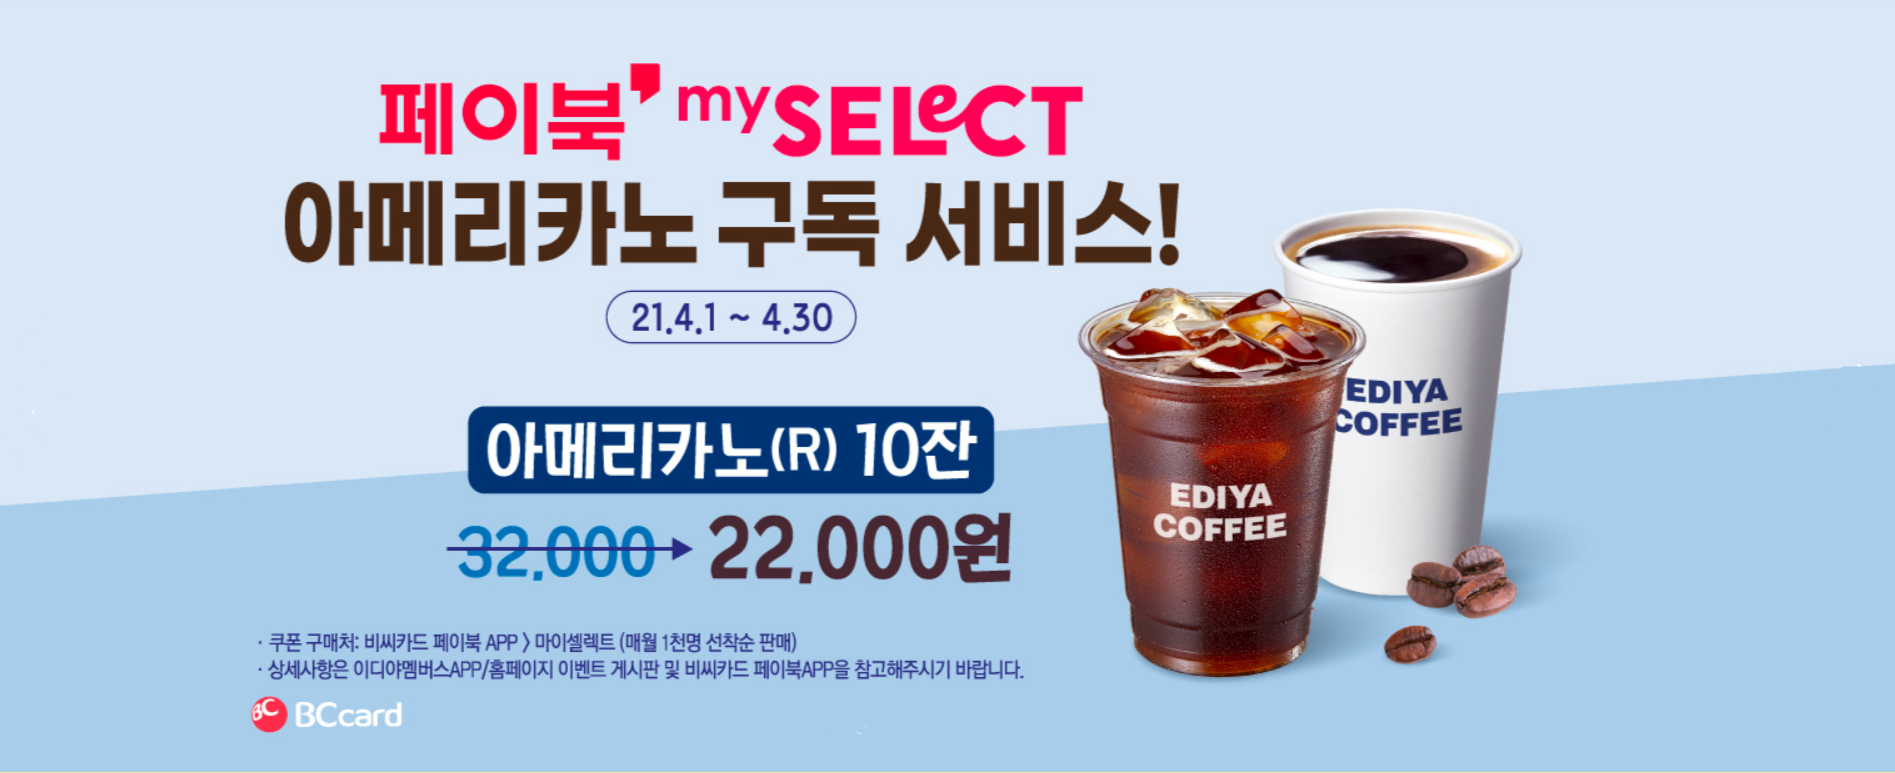 페이북 mySELECT
아메리카노 구독 서비스!
21.4.1 ~ 4.30
아메리카노(R) 10잔
32,000 22,000원
· 쿠폰 구매처: 비씨카드 페이북 APP 〉 마이셀렉트 (매월 1천명 선착순 판매)
· 상세사항은 이디야멤버스APP/홈페이지 이벤트 게시판 및 비씨카드 페이북APP을 참고해주시기 바랍니다.
BC BCcard
EDIYA
COFFEE
EDIYA
COFFEE